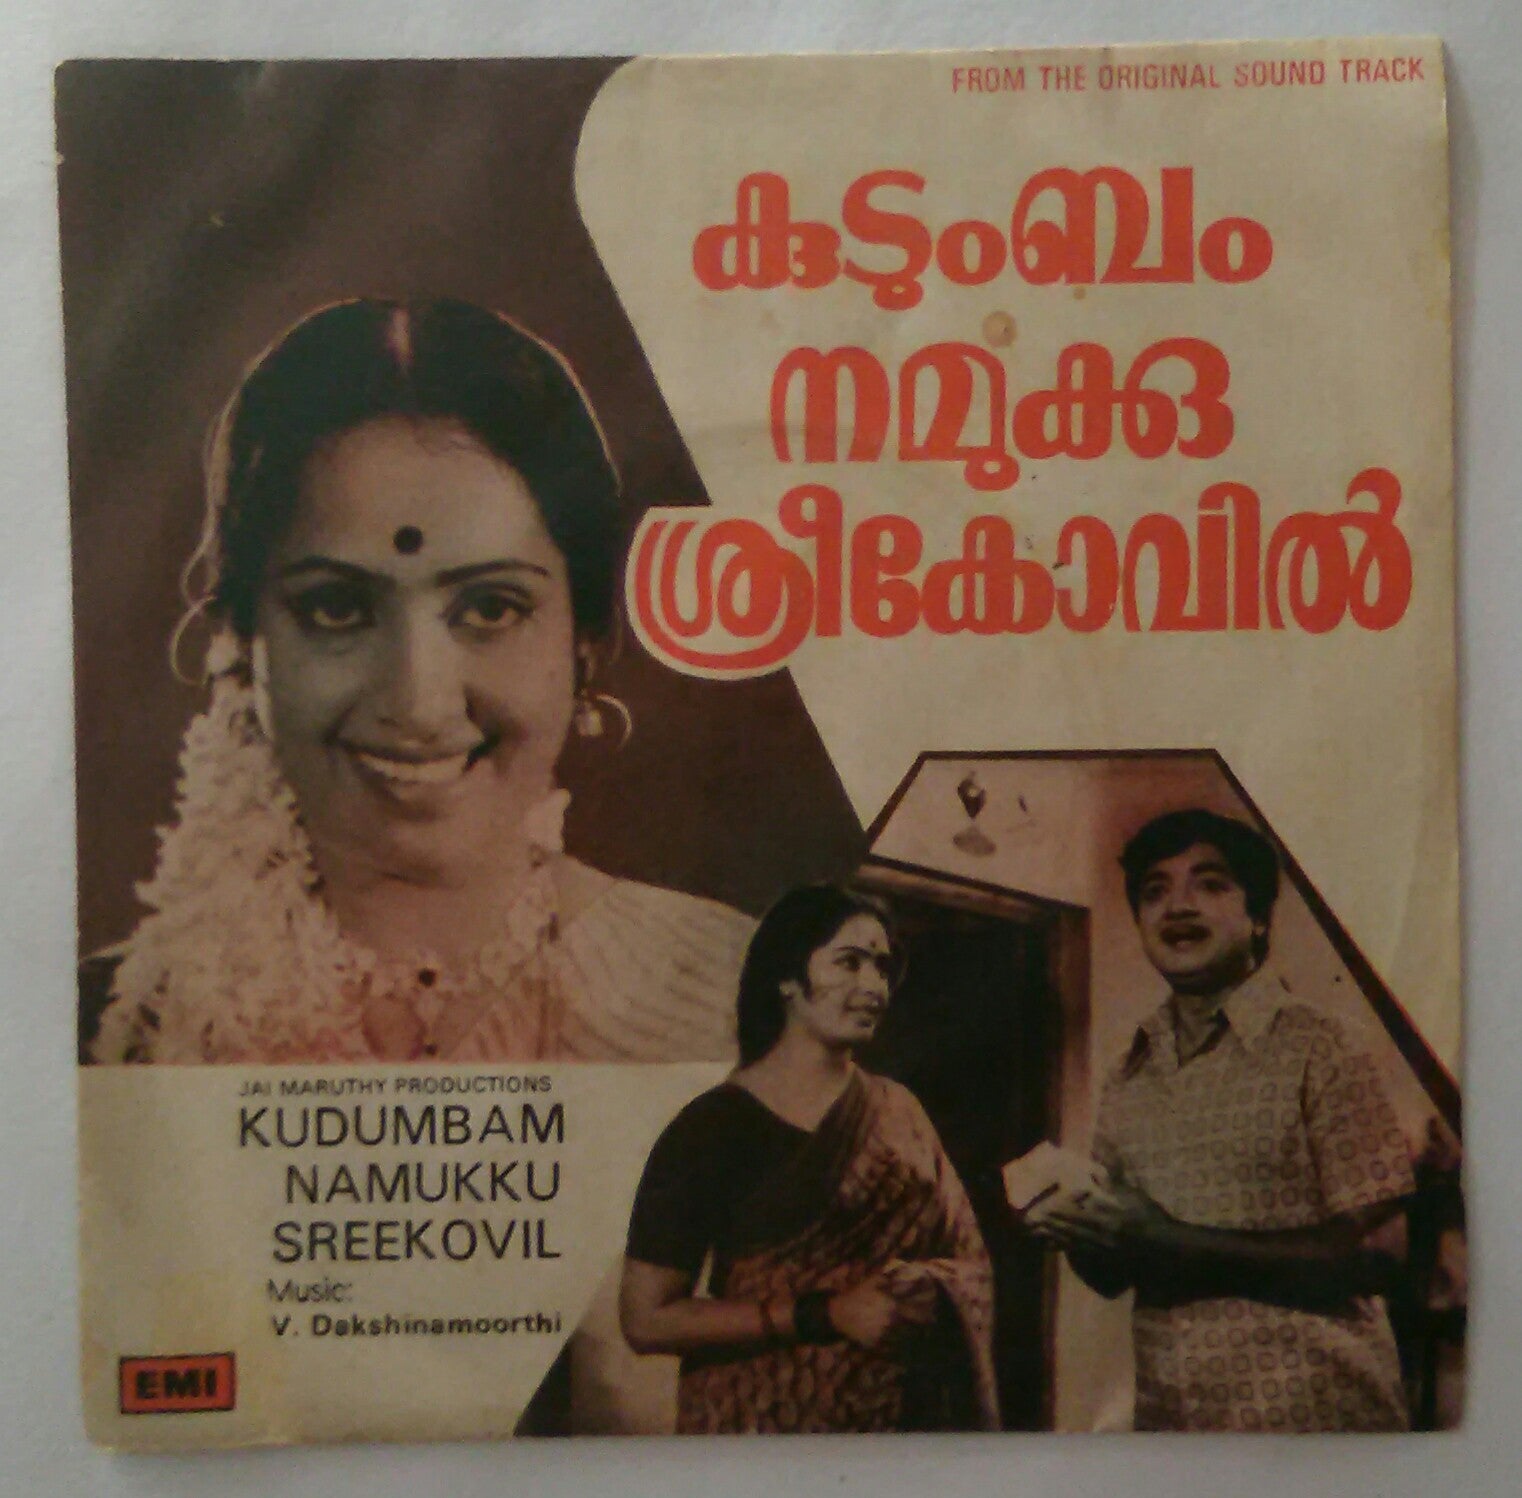 FROM THE ORIGINAL SOUND TRACK
കുടുംബം
നമുക്കു
ശ്രീകോവിൽ
JAI MARUTHY PRODUCTIONS
KUDUMBAM
NAMUKKU
SREEKOVIL
Music:
V. Dakshinamoorthi
EMI